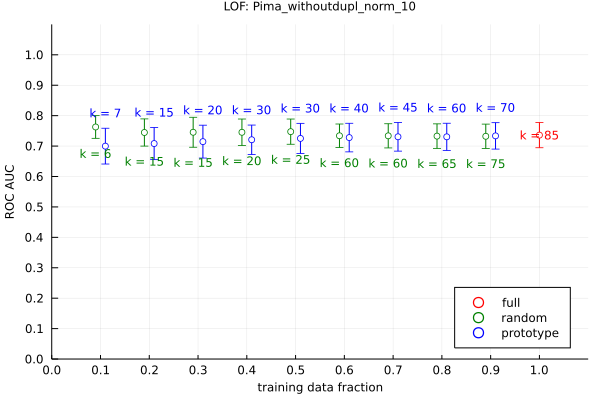 LOF: Pima_withoutdupl_norm_10
ROC AUC
1.0
0.9
0.8
0.7
0.6
0.5
0.4
0.3
0.2
0.1
0.0
k = 7
k = 15
k = 20
k = 30
k = 30
k = 40
k = 45
k = 60
k = 70
k = 85
k = 6
k = 15
k = 15
k = 20
k = 25
k = 60
k = 60
k = 65
k = 75
full
random
prototype
0.0 0.1 0.2 0.3 0.4 0.5 0.6 0.7 0.8 0.9 1.0
training data fraction